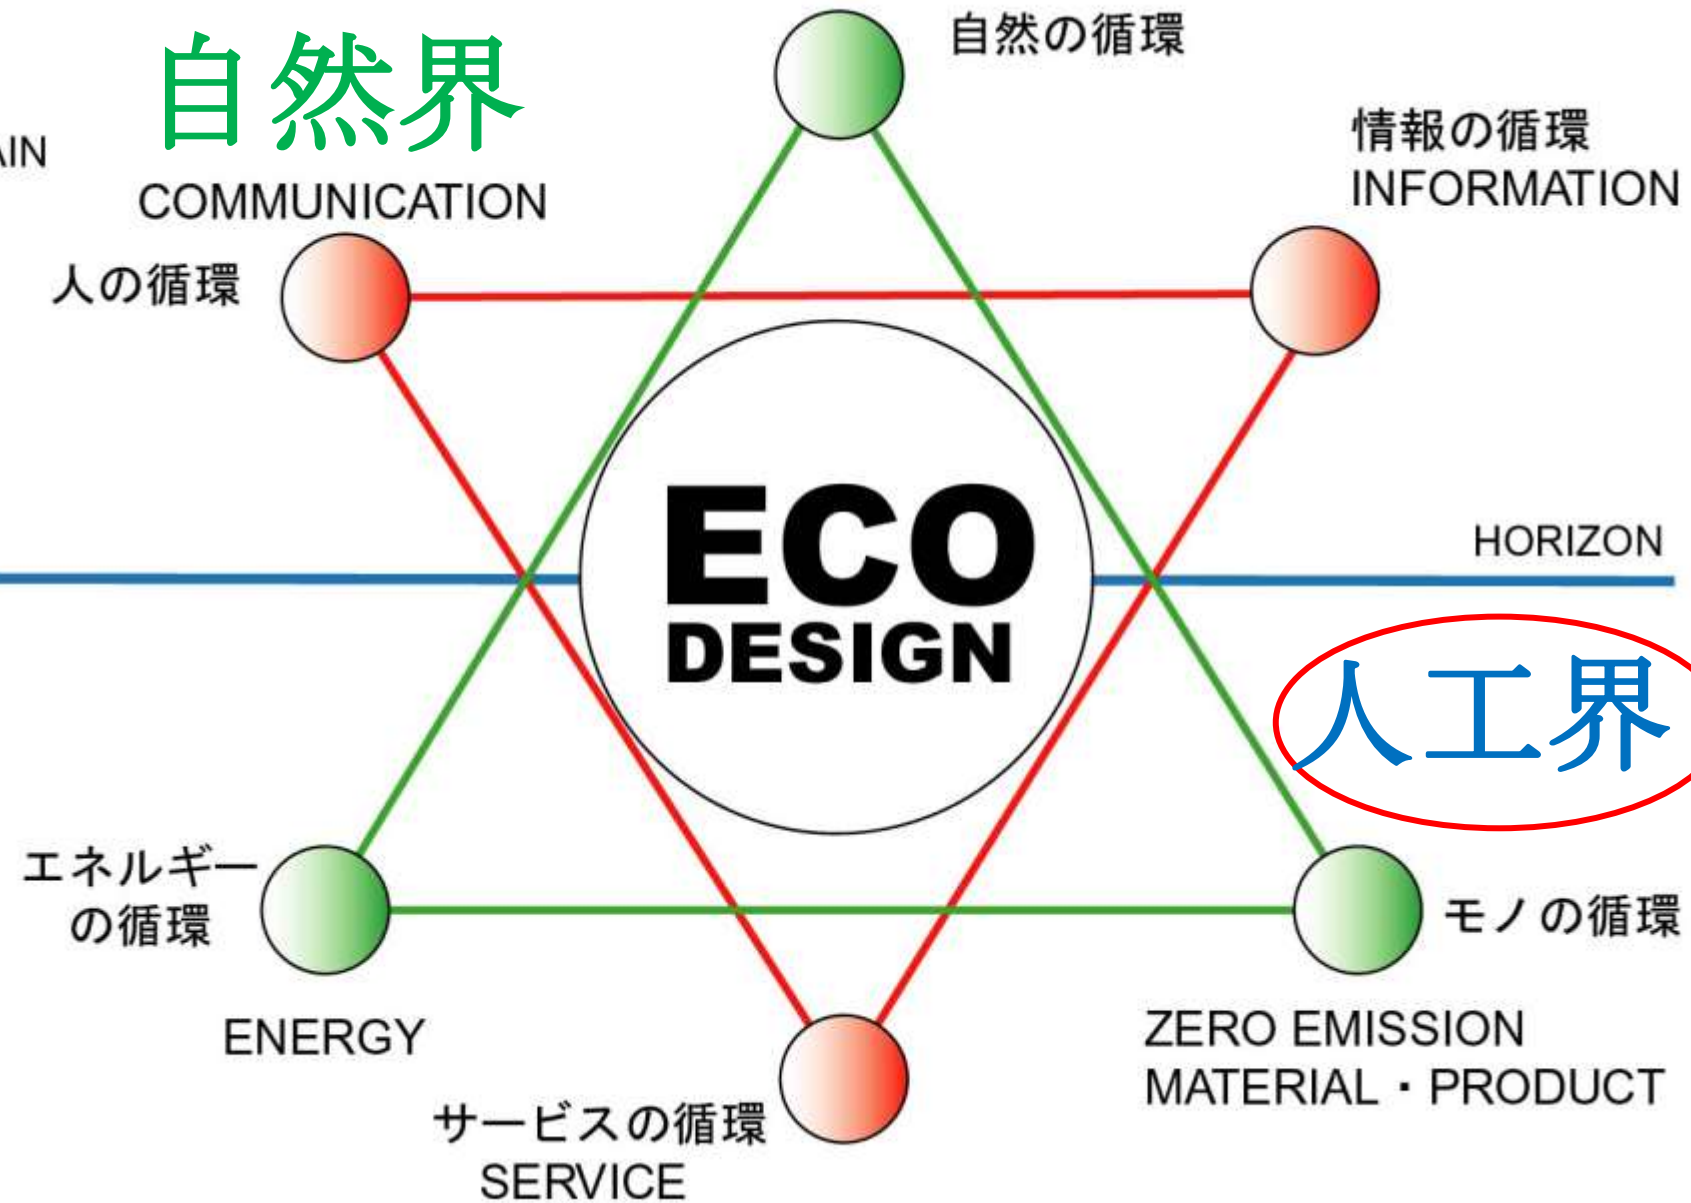 自然界
自然の循環
情報の循環
INFORMATION
AIN
COMMUNICATION
人の循環
ECO
DESIGN
HORIZON
人工界
エネルギー
の循環
ENERGY
モノの循環
ZERO EMISSION
MATERIAL・PRODUCT
サービスの循環
SERVICE